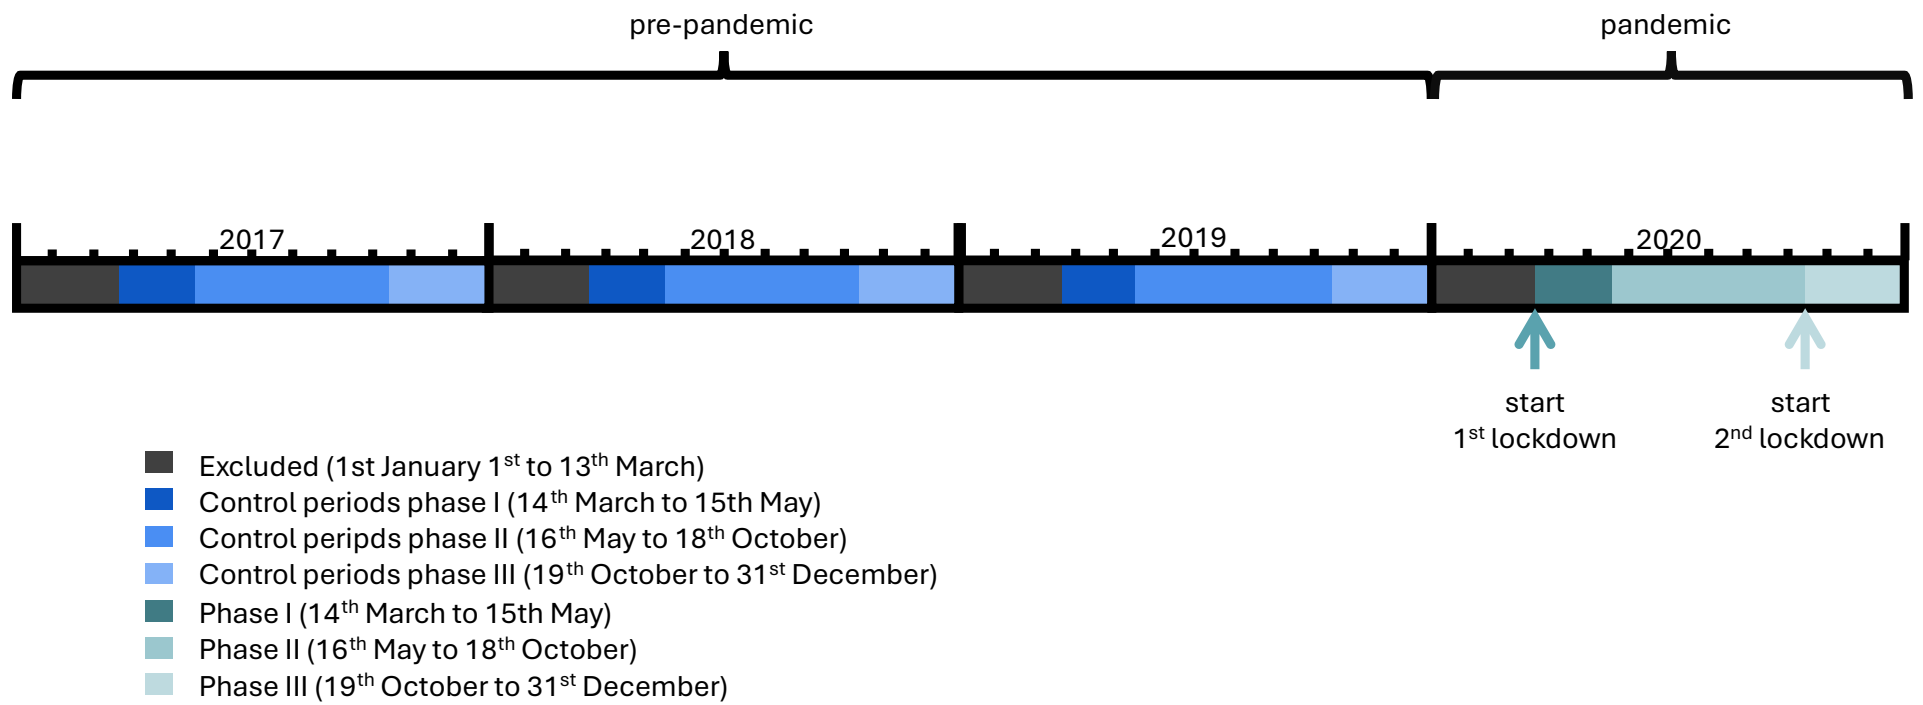 pre-pandemic
pandemic
2017
2018
2019
2020
start
1st lockdown
start
2nd lockdown
Excluded (1st January 1st to 13th March)
Control periods phase I (14th March to 15th May)
Control peripds phase II (16th May to 18th October)
Control periods phase III (19th October to 31st December)
Phase I (14th March to 15th May)
Phase II (16th May to 18th October)
Phase III (19th October to 31st December)